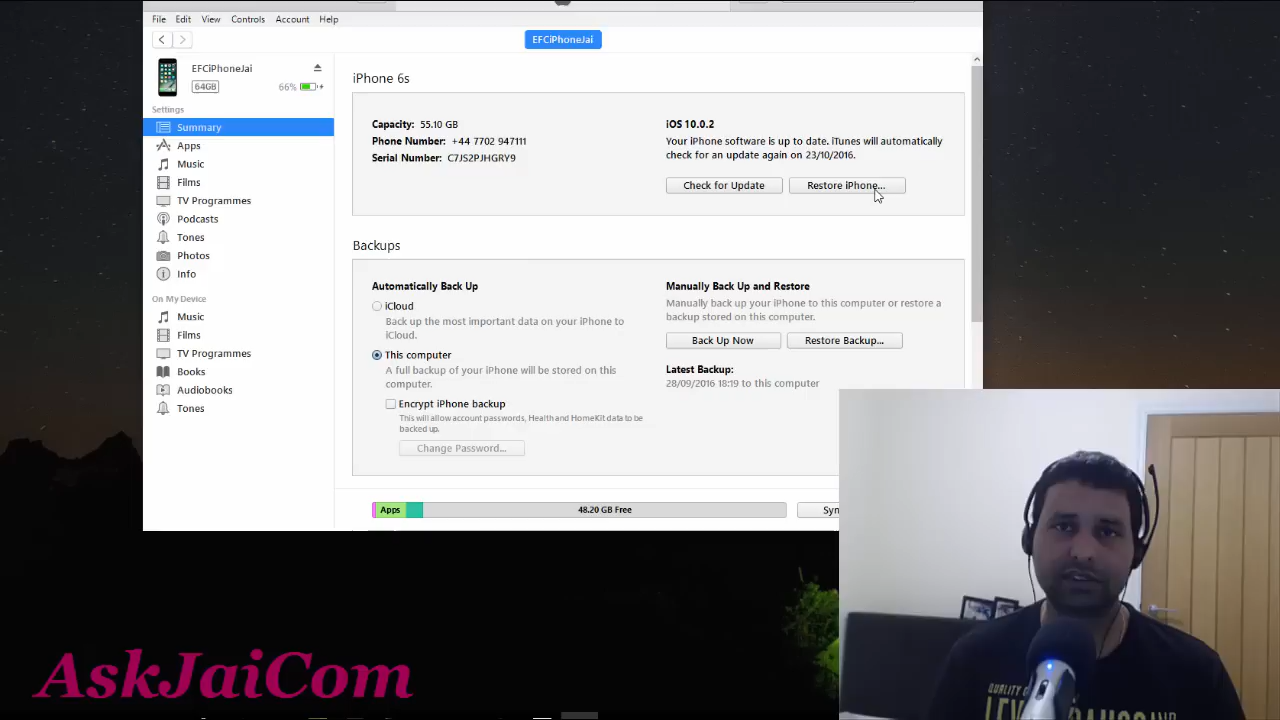 File Edit View Controls Account Help
EFCiPhoneJai
EFCiPhoneJai
64GB 66%
Settings
Summary
Apps
Music
Films
TV Programmes
Podcasts
Tones
Photos
Info
On My Device
Music
Films
TV Programmes
Books
Audiobooks
Tones
iPhone 6s
Capacity: 55.10 GB
Phone Number: +44 7702 947111
Serial Number: C7JS2PJHGRY9
iOS 10.0.2
Your iPhone software is up to date. iTunes will automatically
check for an update again on 23/10/2016.
Check for Update Restore iPhone...
Backups
Automatically Back Up
iCloud
Back up the most important data on your iPhone to
iCloud.
This computer
A full backup of your iPhone will be stored on this
computer.
Encrypt iPhone backup
This will allow account passwords, Health and HomeKit data to be
backed up.
Change Password...
Manually Back Up and Restore
Manually back up your iPhone to this computer or restore a
backup stored on this computer.
Back Up Now Restore Backup...
Latest Backup:
28/09/2016 18:19 to this computer
Apps 48.20 GB Free Syn
AskJaiCom